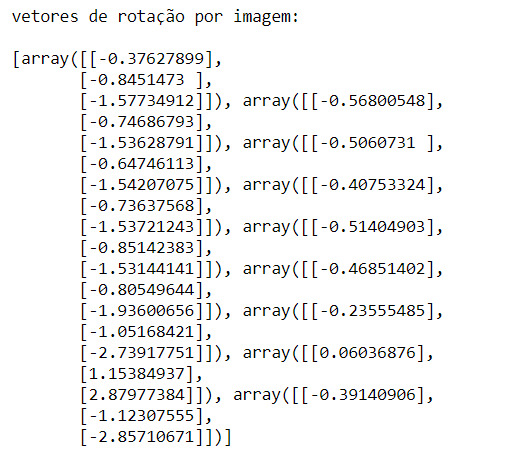 vetores de rotação por imagem:
[array([[-0.37627899],
[-0.8451473 ],
[-1.57734912]]), array([[-0.56800548],
[-0.74686793],
[-1.53628791]]), array([[-0.5060731 ],
[-0.64746113],
[-1.54207075]]), array([[-0.40753324],
[-0.73637568],
[-1.53721243]]), array([[-0.51404903],
[-0.85142383],
[-1.53144141]]), array([[-0.46851402],
[-0.80549644],
[-1.93600656]]), array([[-0.23555485],
[-1.05168421],
[-2.73917751]]), array([[0.06036876],
[1.15384937],
[2.87977384]]), array([[-0.39140906],
[-1.12307555],
[-2.85710671]])]